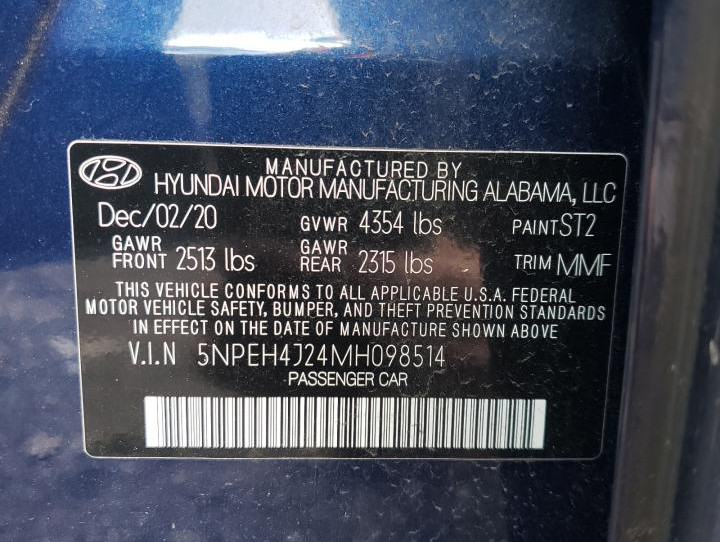 MANUFACTURED BY
HYUNDAI MOTOR MANUFACTURING ALABAMA, LLC
Dec/02/20 GVWR 4354 lbs PAINT ST2
GAWR FRONT 2513 lbs GAWR REAR 2315 lbs TRIM MMF
THIS VEHICLE CONFORMS TO ALL APPLICABLE U.S.A. FEDERAL
MOTOR VEHICLE SAFETY, BUMPER, AND THEFT PREVENTION STANDARDS
IN EFFECT ON THE DATE OF MANUFACTURE SHOWN ABOVE
V.I.N 5NPEH4J24MH098514
PASSENGER CAR